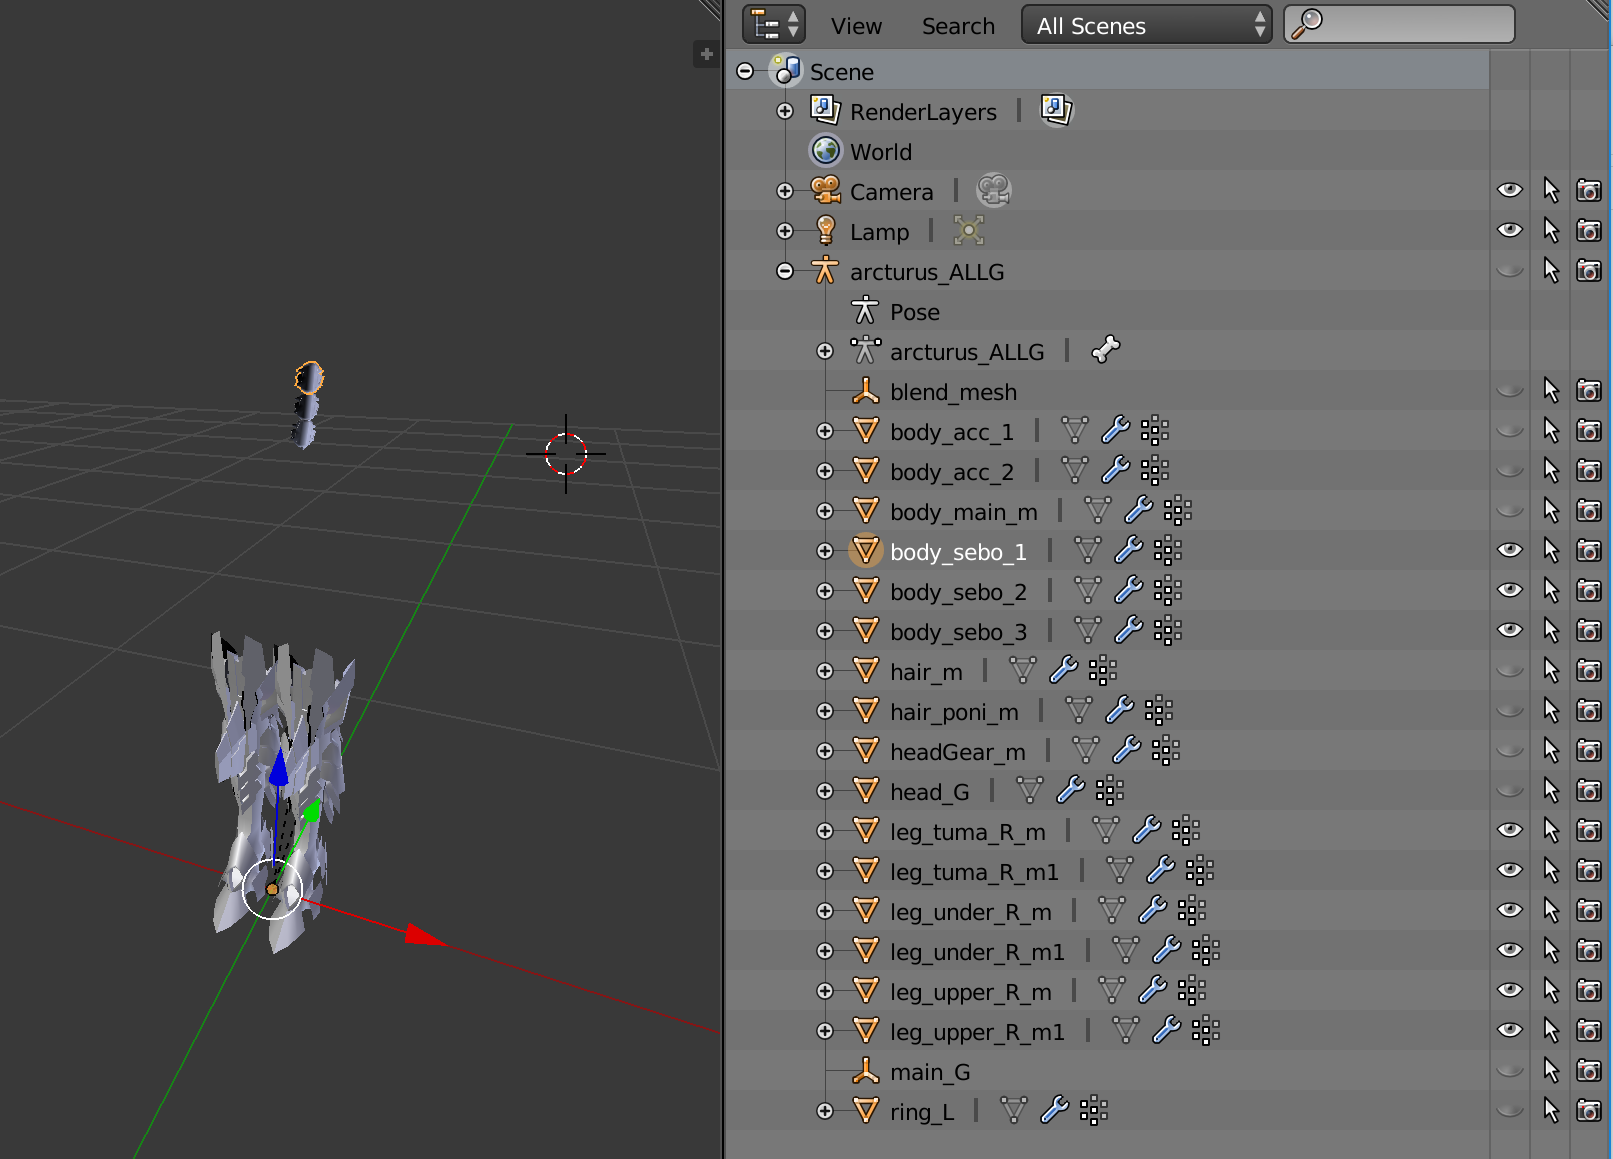 View Search All Scenes
Scene
RenderLayers
World
Camera
Lamp
arcturus_ALLG
Pose
arcturus_ALLG
blend_mesh
body_acc_1
body_acc_2
body_main_m
body_sebo_1
body_sebo_2
body_sebo_3
hair_m
hair_poni_m
headGear_m
head_G
leg_tuma_R_m
leg_tuma_R_m1
leg_under_R_m
leg_under_R_m1
leg_upper_R_m
leg_upper_R_m1
main_G
ring_L